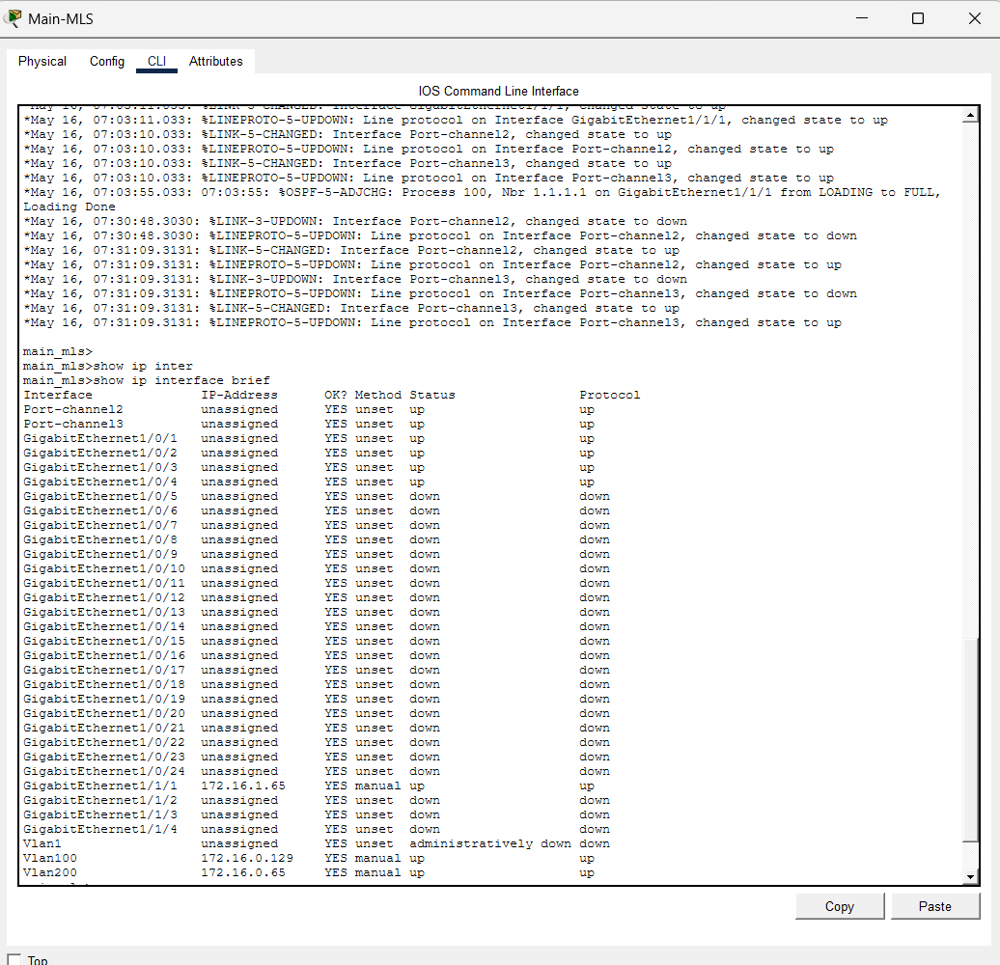 Main-MLS
Physical Config CLI Attributes
IOS Command Line Interface
*May 16, 07:03:11.033: %LINK-5-CHANGED: Interface GigabitEthernet1/1/1, changed state to up
*May 16, 07:03:11.033: %LINEPROTO-5-UPDOWN: Line protocol on Interface GigabitEthernet1/1/1, changed state to up
*May 16, 07:03:10.033: %LINK-5-CHANGED: Interface Port-channel2, changed state to up
*May 16, 07:03:10.033: %LINEPROTO-5-UPDOWN: Line protocol on Interface Port-channel2, changed state to up
*May 16, 07:03:10.033: %LINK-5-CHANGED: Interface Port-channel3, changed state to up
*May 16, 07:03:10.033: %LINEPROTO-5-UPDOWN: Line protocol on Interface Port-channel3, changed state to up
*May 16, 07:03:55.033: 07:03:55: %OSPF-5-ADJCHG: Process 100, Nbr 1.1.1.1 on GigabitEthernet1/1/1 from LOADING to FULL,
Loading Done
*May 16, 07:30:48.3030: %LINK-3-UPDOWN: Interface Port-channel2, changed state to down
*May 16, 07:30:48.3030: %LINEPROTO-5-UPDOWN: Line protocol on Interface Port-channel2, changed state to down
*May 16, 07:31:09.3131: %LINK-5-CHANGED: Interface Port-channel2, changed state to up
*May 16, 07:31:09.3131: %LINEPROTO-5-UPDOWN: Line protocol on Interface Port-channel2, changed state to up
*May 16, 07:31:09.3131: %LINK-3-UPDOWN: Interface Port-channel3, changed state to down
*May 16, 07:31:09.3131: %LINEPROTO-5-UPDOWN: Line protocol on Interface Port-channel3, changed state to down
*May 16, 07:31:09.3131: %LINK-5-CHANGED: Interface Port-channel3, changed state to up
*May 16, 07:31:09.3131: %LINEPROTO-5-UPDOWN: Line protocol on Interface Port-channel3, changed state to up
main_mls>
main_mls>show ip inter
main_mls>show ip interface brief
Interface IP-Address OK? Method Status Protocol
Port-channel2 unassigned YES unset up up
Port-channel3 unassigned YES unset up up
GigabitEthernet1/0/1 unassigned YES unset up up
GigabitEthernet1/0/2 unassigned YES unset up up
GigabitEthernet1/0/3 unassigned YES unset up up
GigabitEthernet1/0/4 unassigned YES unset up up
GigabitEthernet1/0/5 unassigned YES unset down down
GigabitEthernet1/0/6 unassigned YES unset down down
GigabitEthernet1/0/7 unassigned YES unset down down
GigabitEthernet1/0/8 unassigned YES unset down down
GigabitEthernet1/0/9 unassigned YES unset down down
GigabitEthernet1/0/10 unassigned YES unset down down
GigabitEthernet1/0/11 unassigned YES unset down down
GigabitEthernet1/0/12 unassigned YES unset down down
GigabitEthernet1/0/13 unassigned YES unset down down
GigabitEthernet1/0/14 unassigned YES unset down down
GigabitEthernet1/0/15 unassigned YES unset down down
GigabitEthernet1/0/16 unassigned YES unset down down
GigabitEthernet1/0/17 unassigned YES unset down down
GigabitEthernet1/0/18 unassigned YES unset down down
GigabitEthernet1/0/19 unassigned YES unset down down
GigabitEthernet1/0/20 unassigned YES unset down down
GigabitEthernet1/0/21 unassigned YES unset down down
GigabitEthernet1/0/22 unassigned YES unset down down
GigabitEthernet1/0/23 unassigned YES unset down down
GigabitEthernet1/0/24 unassigned YES unset down down
GigabitEthernet1/1/1 172.16.1.65 YES manual up up
GigabitEthernet1/1/2 unassigned YES unset down down
GigabitEthernet1/1/3 unassigned YES unset down down
GigabitEthernet1/1/4 unassigned YES unset down down
Vlan1 unassigned YES unset administratively down down
Vlan100 172.16.0.129 YES manual up up
Vlan200 172.16.0.65 YES manual up up
Copy Paste
Top